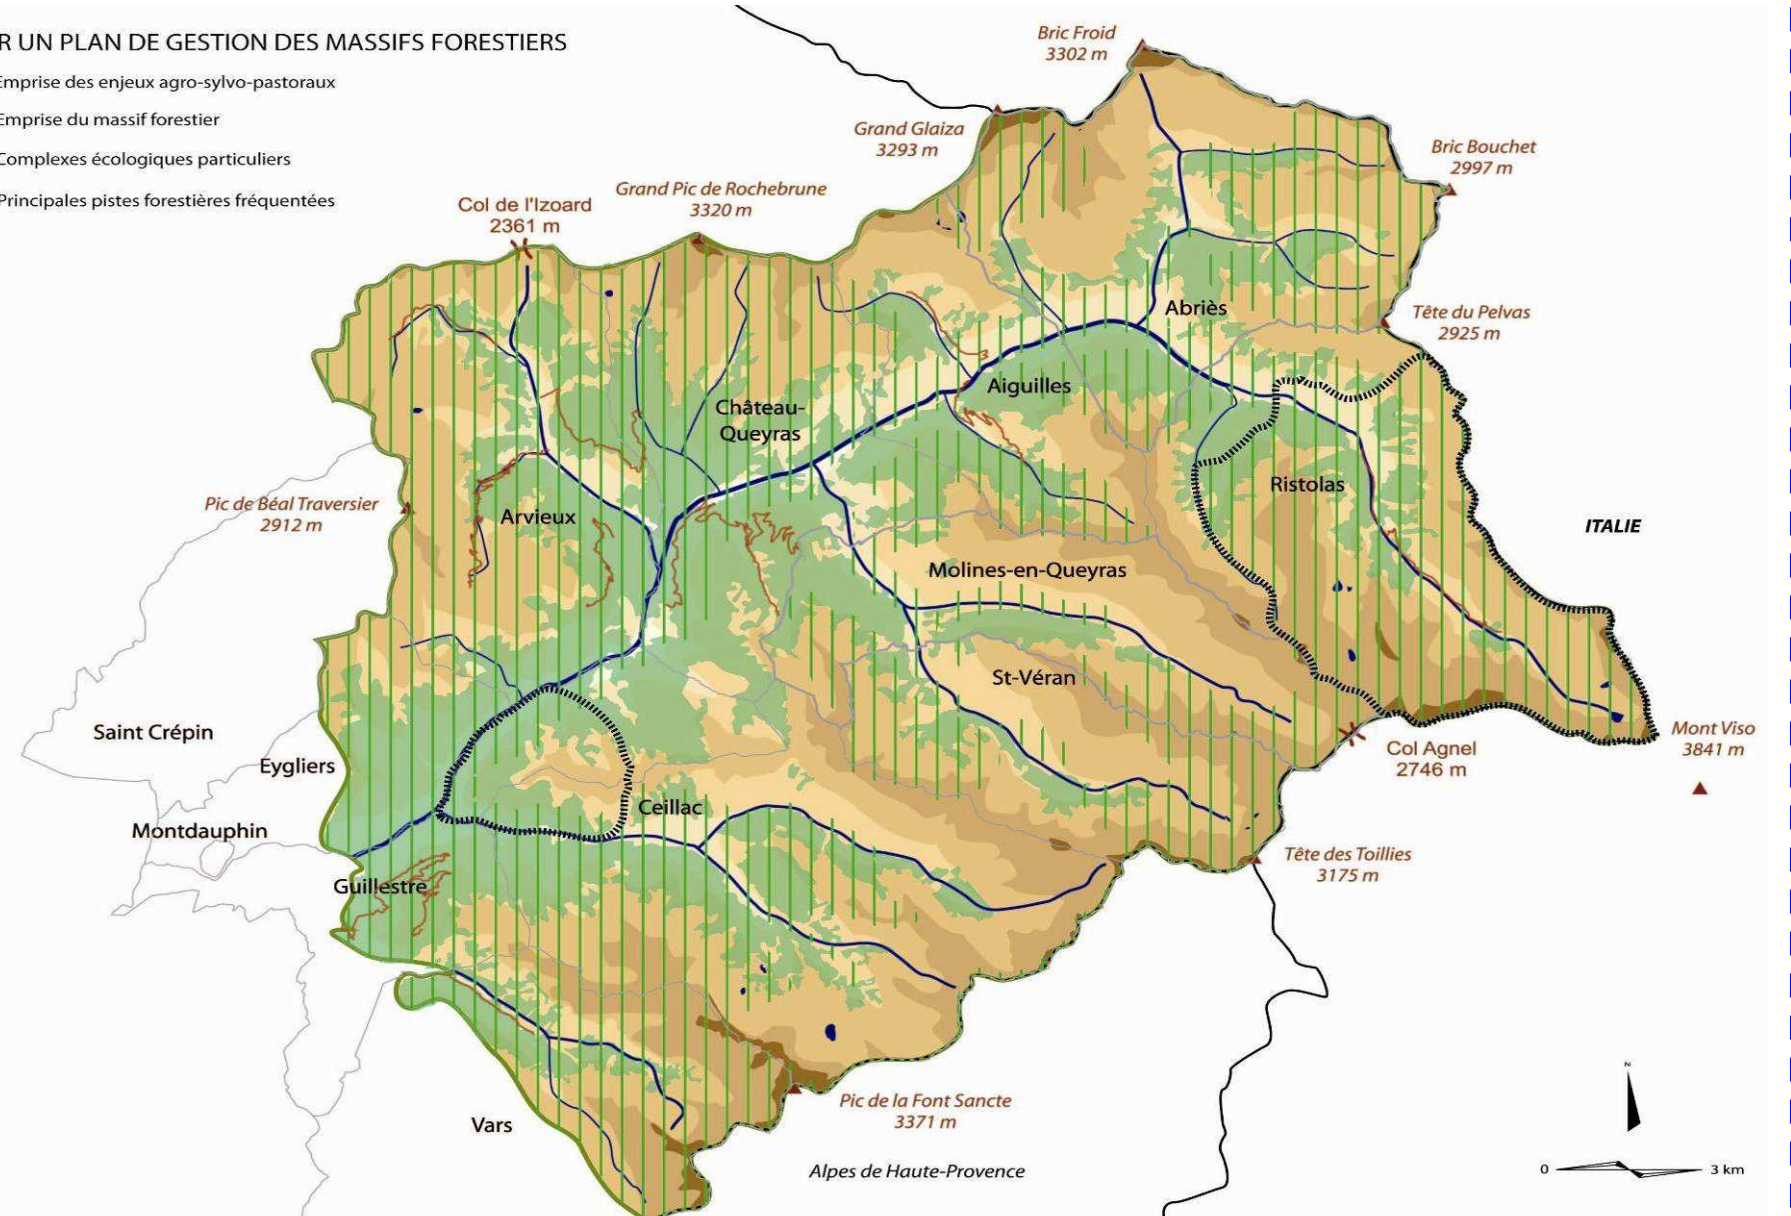 R UN PLAN DE GESTION DES MASSIFS FORESTIERS
Emprise des enjeux agro-sylvo-pastoraux
Emprise du massif forestier
Complexes écologiques particuliers
Principales pistes forestières fréquentées
Bric Froid
3302 m
Grand Glaiza
3293 m
Bric Bouchet
2997 m
Grand Pic de Rochebrune
3320 m
Col de l'Izoard
2361 m
Abriès
Tête du Pelvas
2925 m
Aiguilles
Château-
Queyras
Ristolas
Pic de Béal Traversier
2912 m
Arvieux
ITALIE
Molines-en-Queyras
St-Véran
Saint Crépin
Eygliers
Mont Viso
3841 m
Col Agnel
2746 m
Ceillac
Montdauphin
Tête des Toillies
3175 m
Guillestre
N
Pic de la Font Sancte
3371 m
Vars
Alpes de Haute-Provence
0 3 km